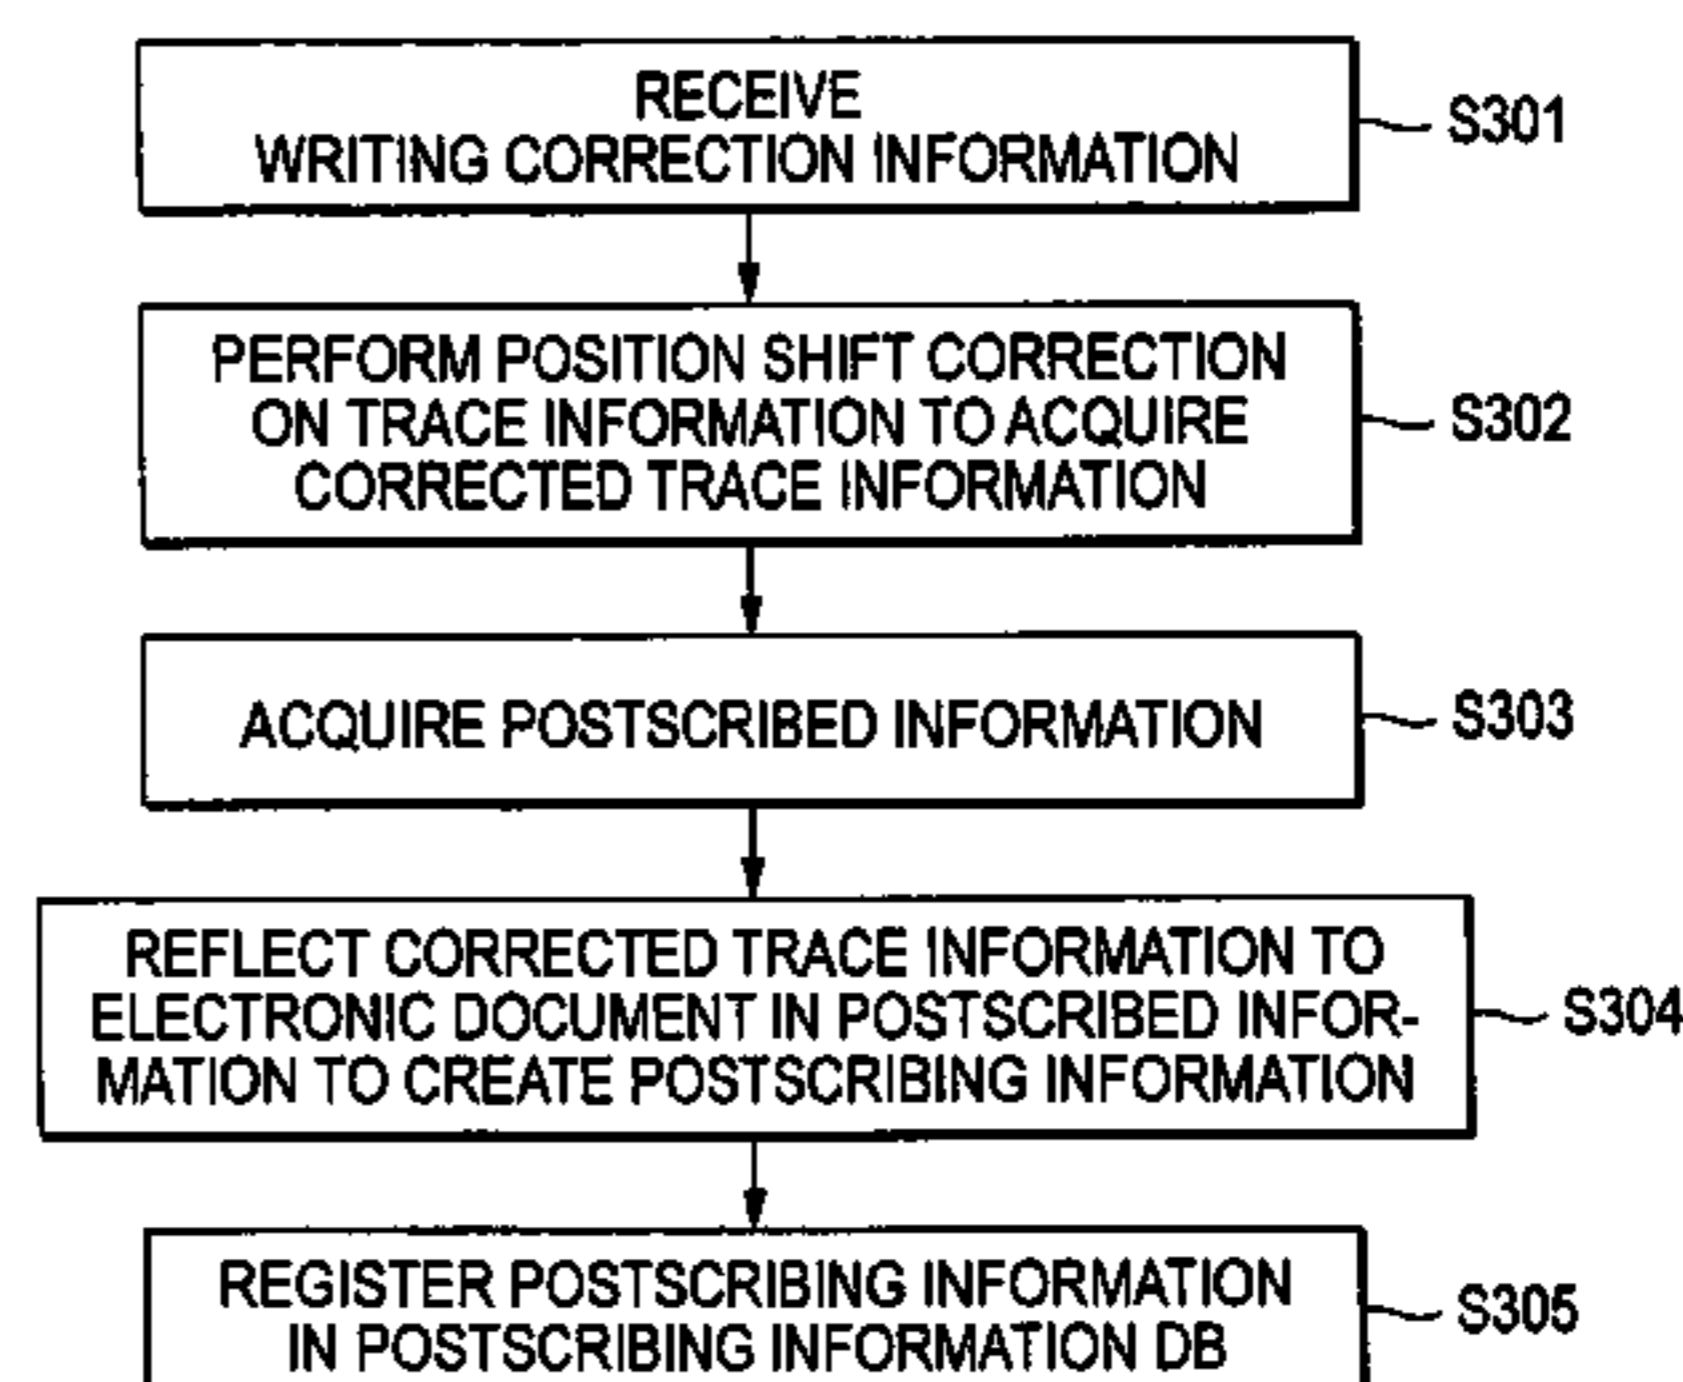 RECEIVE
WRITING CORRECTION INFORMATION
S301
PERFORM POSITION SHIFT CORRECTION
ON TRACE INFORMATION TO ACQUIRE
CORRECTED TRACE INFORMATION
S302
ACQUIRE POSTSCRIBED INFORMATION
S303
REFLECT CORRECTED TRACE INFORMATION TO
ELECTRONIC DOCUMENT IN POSTSCRIBED INFOR-
MATION TO CREATE POSTSCRIBING INFORMATION
S304
REGISTER POSTSCRIBING INFORMATION
IN POSTSCRIBING INFORMATION DB
S305